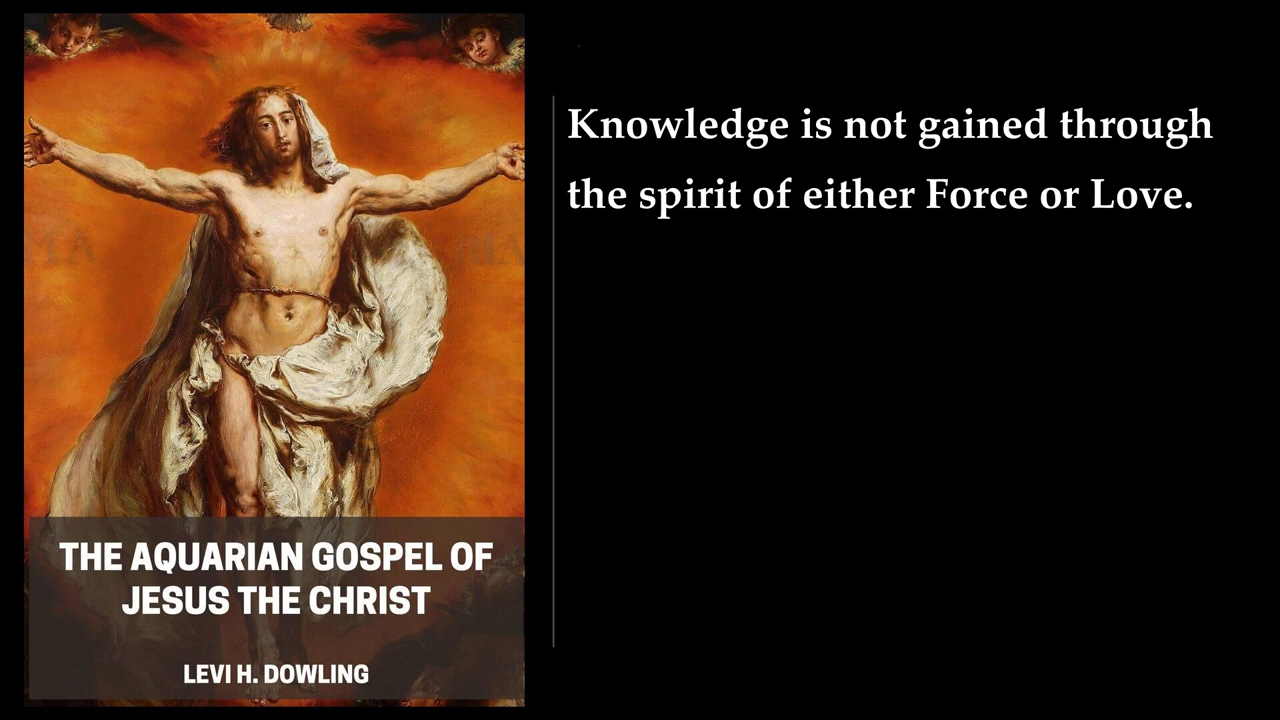 THE AQUARIAN GOSPEL OF
JESUS THE CHRIST
LEVI H. DOWLING
Knowledge is not gained through
the spirit of either Force or Love.